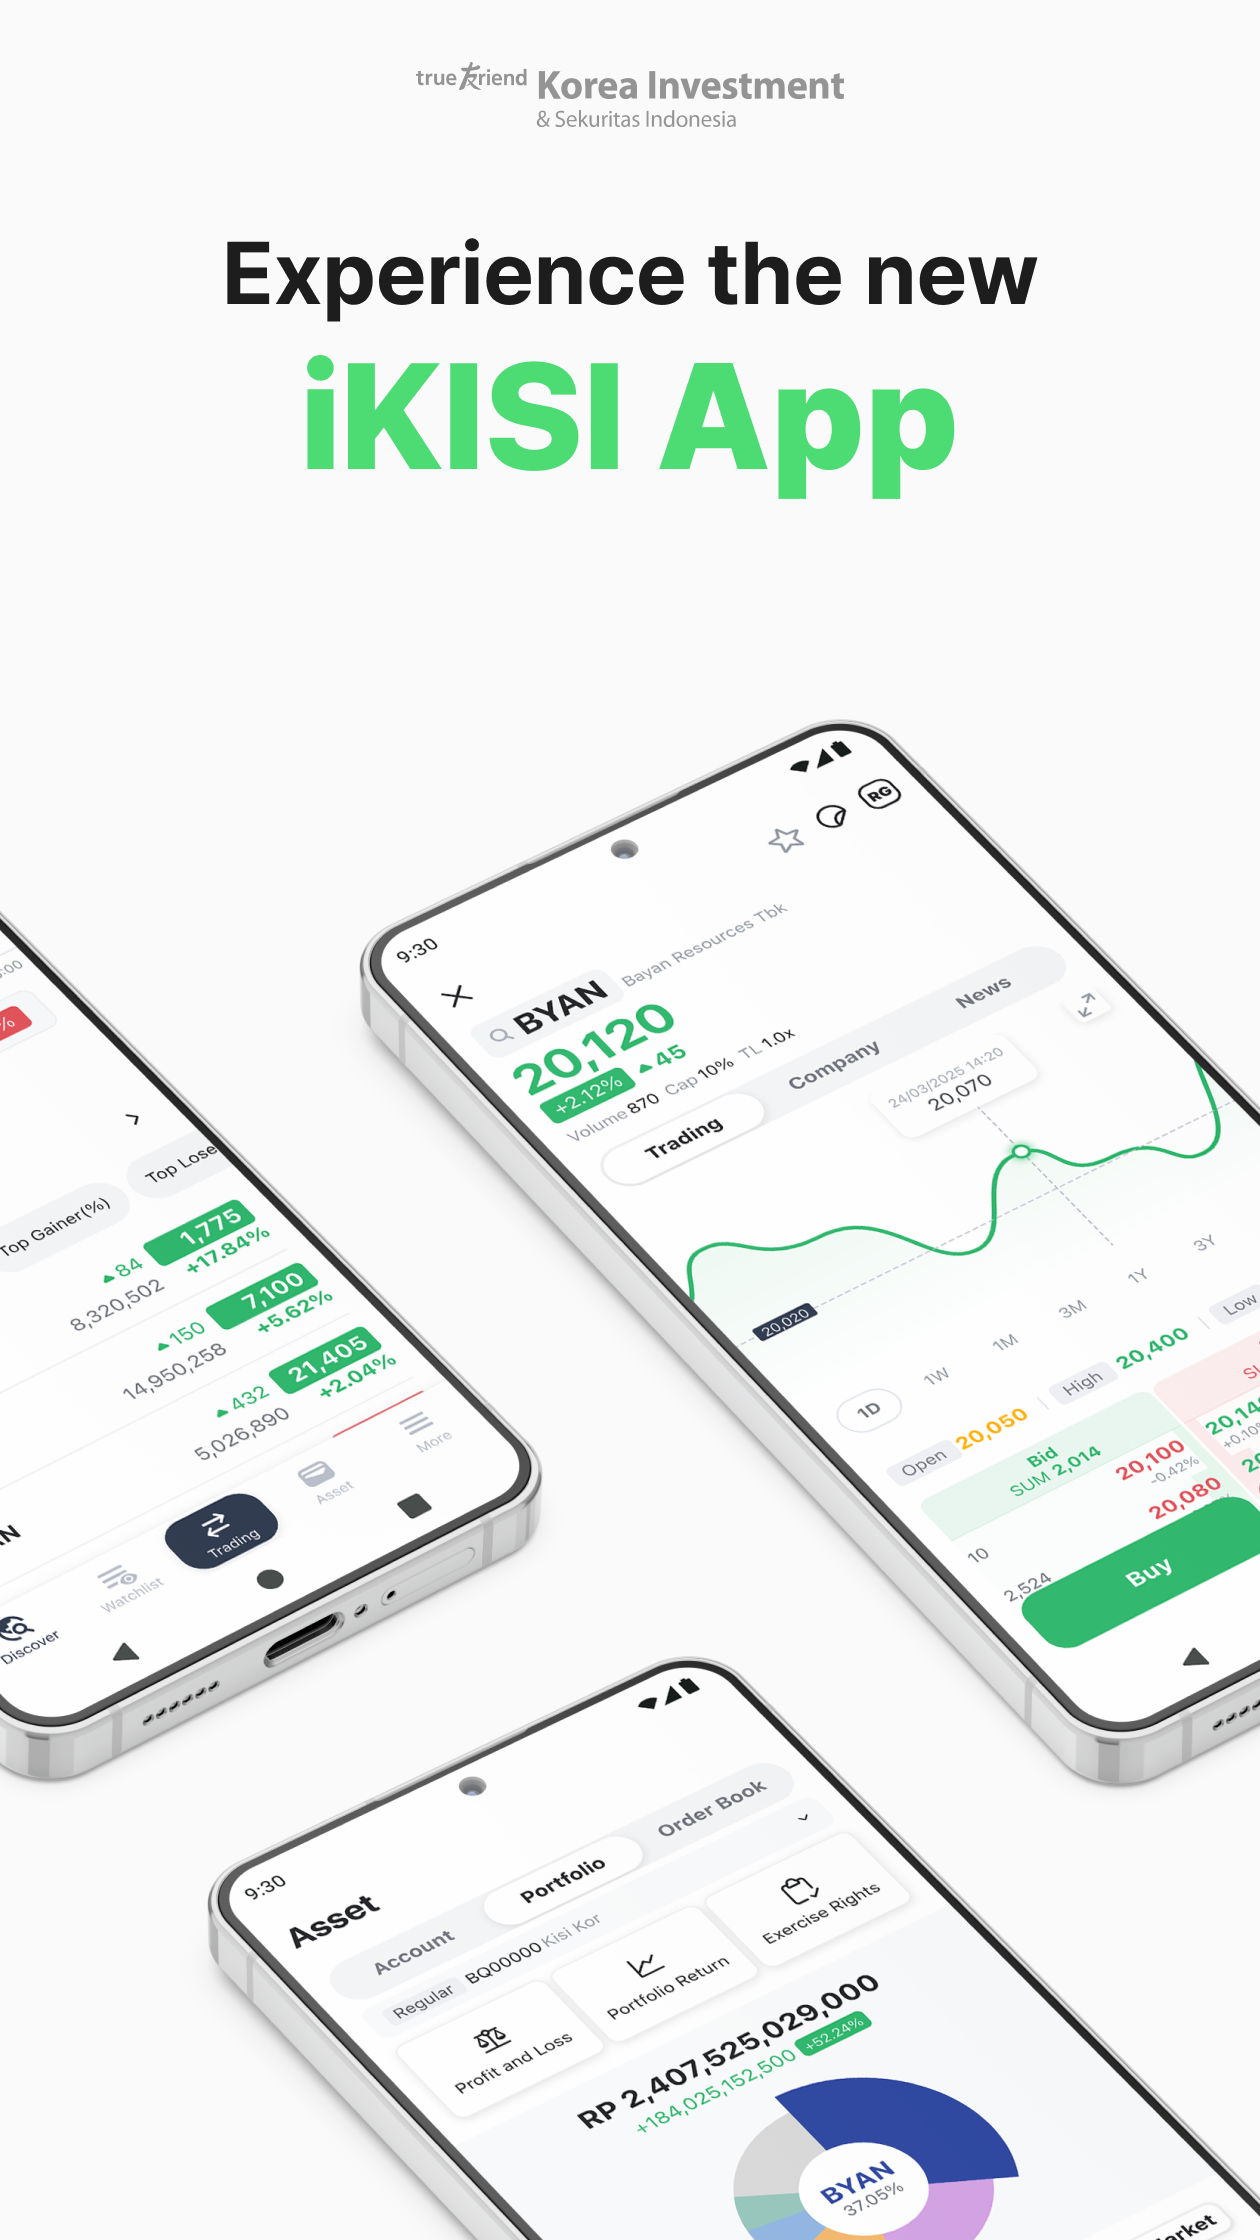 true friend Korea Investment
& Sekuritas Indonesia
Experience the new
iKISI App
%
Top Gainer(%)
▲84 1,775
8,320,502 +17.84%
▲150 7,100
14,950,258 +5.62%
▲432 21,405
5,026,890 +2.04%
Discover
Watchlist
Trading
Asset
More
9:30
RG
BYAN Bayan Resources Tbk
20,120
+2.12% ▲45
Volume 870 Cap 10% TL 1.0x
Trading Company News
24/03/2025 14:20
20,070
20,020
1D 1W 1M 3M 1Y 3Y
Open 20,050 High 20,400 Low
Bid
SUM 2,014
20,100
-0.42%
10
20,080
2,524
Buy
9:30
Asset
Account Portfolio Order Book
Regular BQ00000 Kisi Kor
Profit and Loss
Portfolio Return
Exercise Rights
RP 2,407,525,029,000
+184,025,152,500 +52.24%
BYAN
37.05%